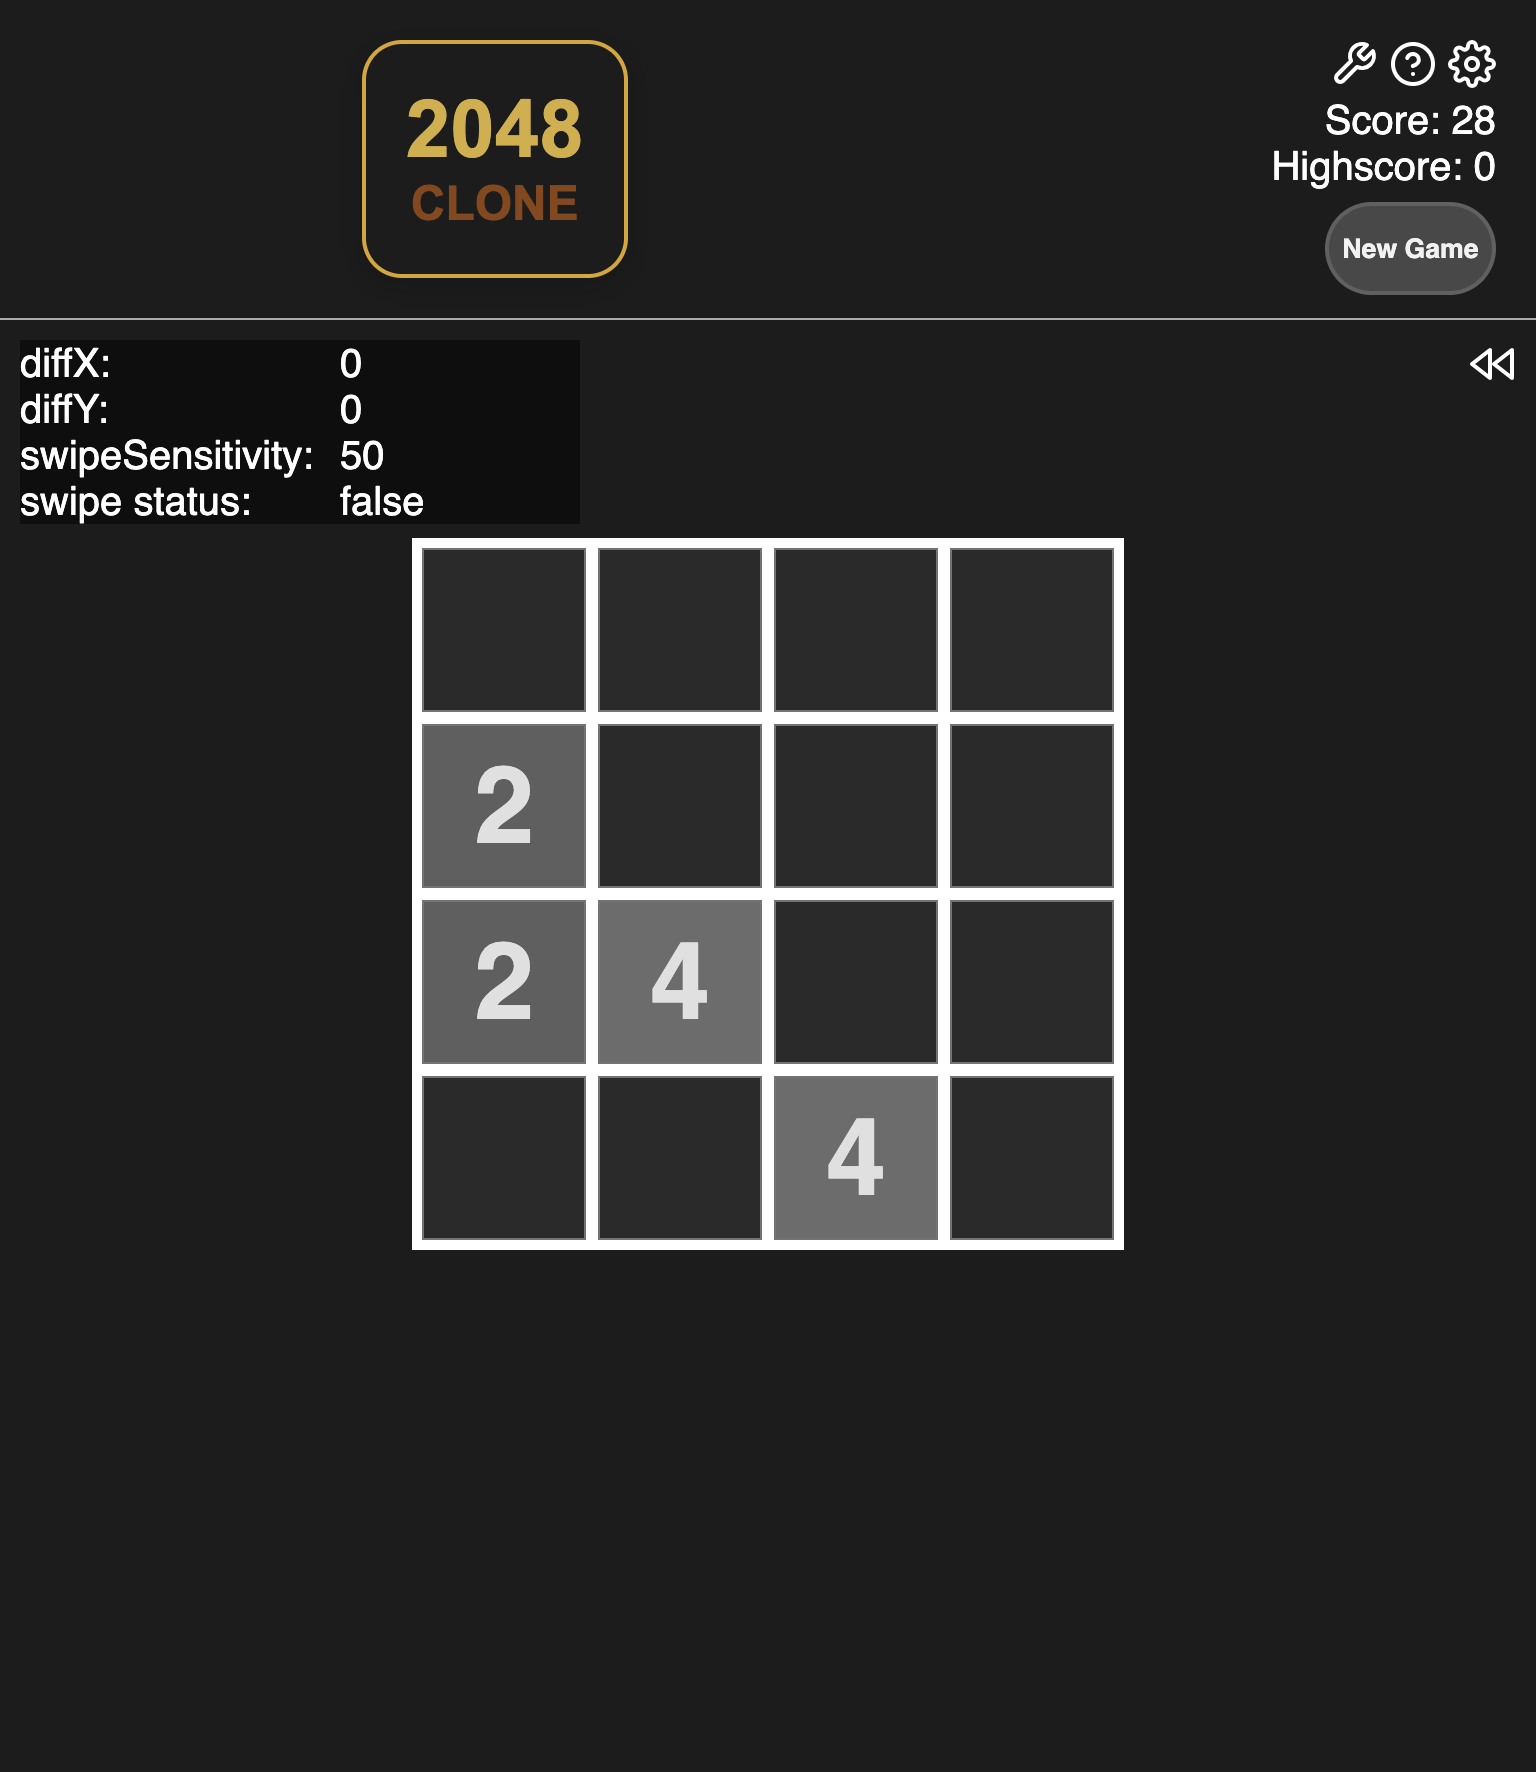 2048
CLONE
Score: 28
Highscore: 0
New Game
diffX: 0
diffY: 0
swipeSensitivity: 50
swipe status: false
2
2 4
4